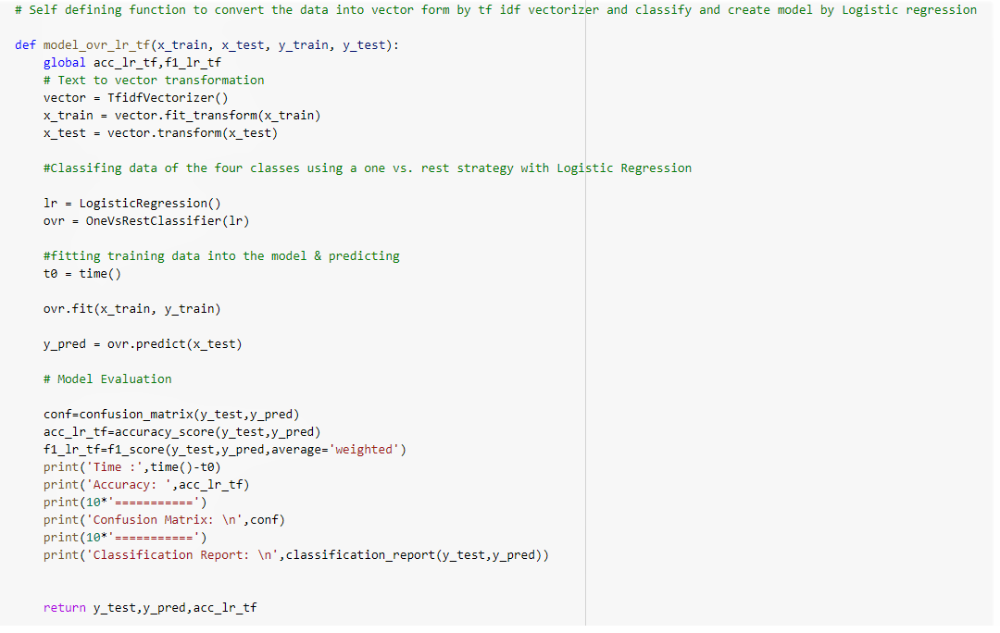 # Self defining function to convert the data into vector form by tf idf vectorizer and classify and create model by Logistic regression
def model_ovr_lr_tf(x_train, x_test, y_train, y_test):
    global acc_lr_tf,f1_lr_tf
    # Text to vector transformation
    vector = TfidfVectorizer()
    x_train = vector.fit_transform(x_train)
    x_test = vector.transform(x_test)
    #Classifing data of the four classes using a one vs. rest strategy with Logistic Regression
    lr = LogisticRegression()
    ovr = OneVsRestClassifier(lr)
    #fitting training data into the model & predicting
    t0 = time()
    ovr.fit(x_train, y_train)
    y_pred = ovr.predict(x_test)
    # Model Evaluation
    conf=confusion_matrix(y_test,y_pred)
    acc_lr_tf=accuracy_score(y_test,y_pred)
    f1_lr_tf=f1_score(y_test,y_pred,average='weighted')
    print('Time :',time()-t0)
    print('Accuracy: ',acc_lr_tf)
    print(10*'===========')
    print('Confusion Matrix: \n',conf)
    print(10*'===========')
    print('Classification Report: \n',classification_report(y_test,y_pred))
    return y_test,y_pred,acc_lr_tf